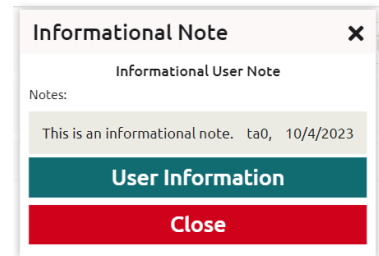 Informational Note
Informational User Note
Notes:
This is an informational note. ta0, 10/4/2023
User Information
Close